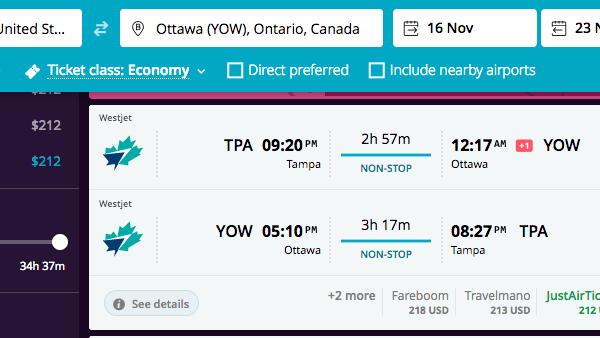 United St...
Ottawa (YOW), Ontario, Canada
16 Nov
23 N
Ticket class: Economy
Direct preferred
Include nearby airports
$212
$212
$212
34h 37m
Westjet
TPA 09:20 PM
Tampa
2h 57m
NON-STOP
12:17 AM +1 YOW
Ottawa
Westjet
YOW 05:10 PM
Ottawa
3h 17m
NON-STOP
08:27 PM TPA
Tampa
See details
+2 more
Fareboom
218 USD
Travelmano
213 USD
JustAirTic
212